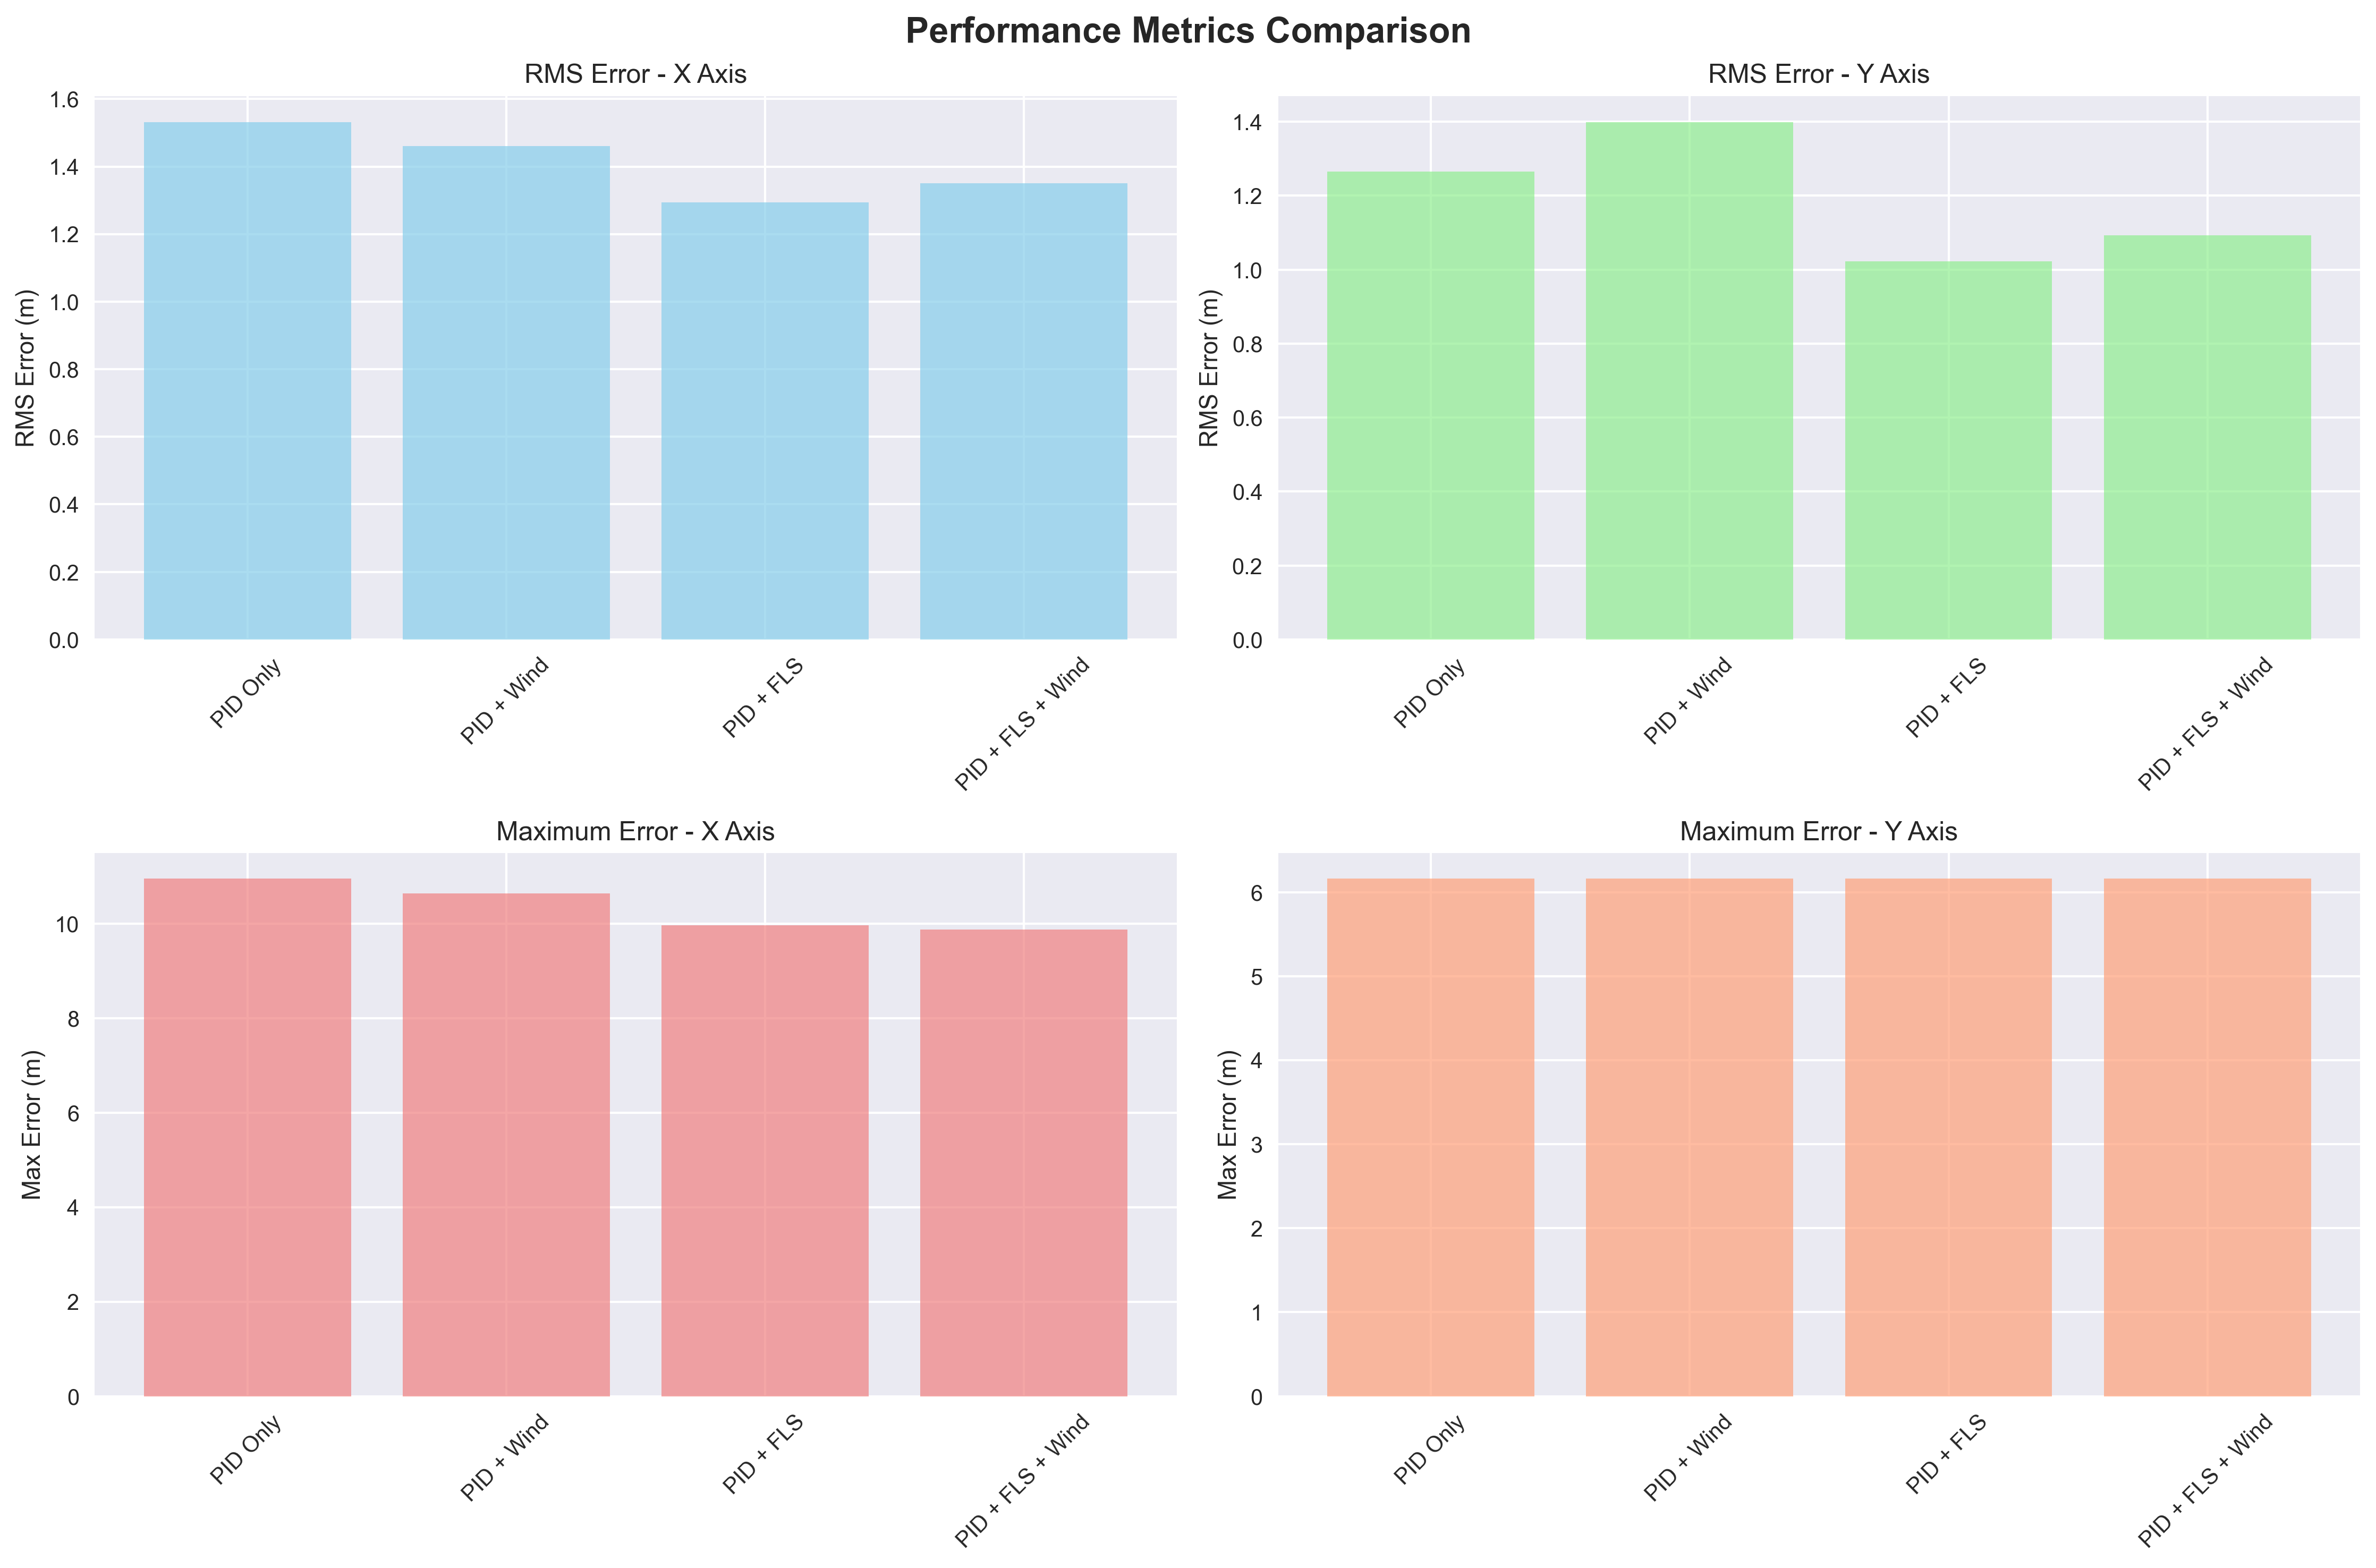 Performance Metrics Comparison
RMS Error - X Axis
RMS Error (m)
1.6
1.4
1.2
1.0
0.8
0.6
0.4
0.2
0.0
PID Only
PID + Wind
PID + FLS
PID + FLS + Wind
RMS Error - Y Axis
RMS Error (m)
1.4
1.2
1.0
0.8
0.6
0.4
0.2
0.0
PID Only
PID + Wind
PID + FLS
PID + FLS + Wind
Maximum Error - X Axis
Max Error (m)
10
8
6
4
2
0
PID Only
PID + Wind
PID + FLS
PID + FLS + Wind
Maximum Error - Y Axis
Max Error (m)
6
5
4
3
2
1
0
PID Only
PID + Wind
PID + FLS
PID + FLS + Wind